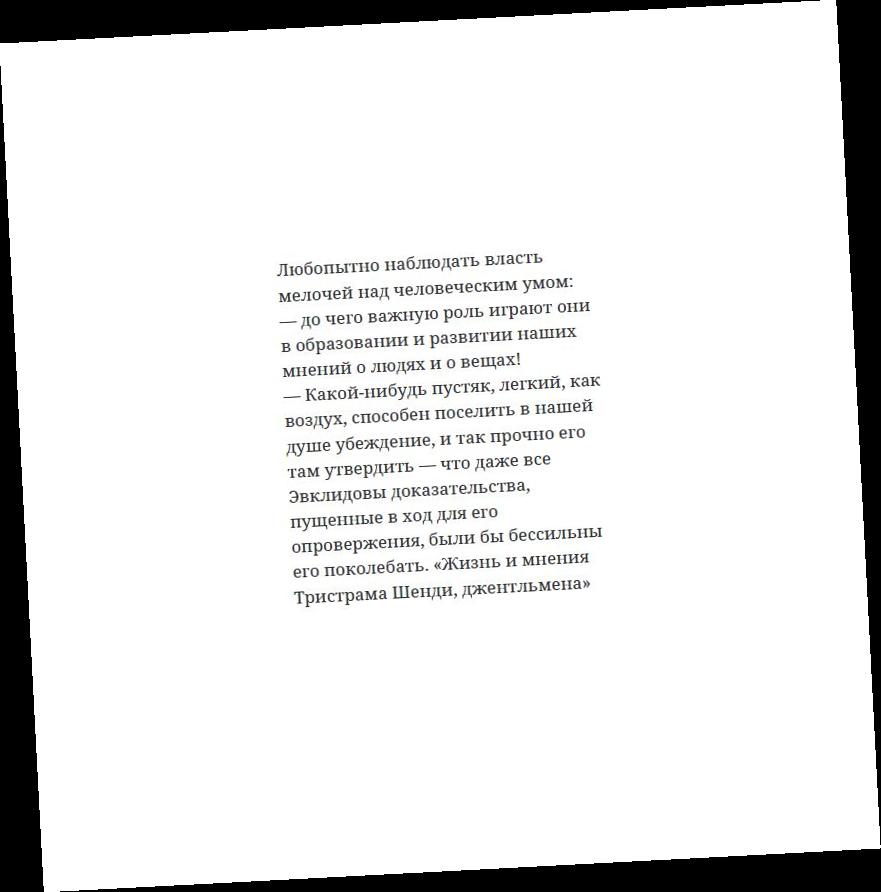 Любопытно наблюдать власть
мелочей над человеческим умом:
— до чего важную роль играют они
в образовании и развитии наших
мнений о людях и о вещах!
— Какой-нибудь пустяк, легкий, как
воздух, способен поселить в нашей
душе убеждение, и так прочно его
там утвердить — что даже все
Эвклидовы доказательства,
пущенные в ход для его
опровержения, были бы бессильны
его поколебать. «Жизнь и мнения
Тристрама Шенди, джентльмена»